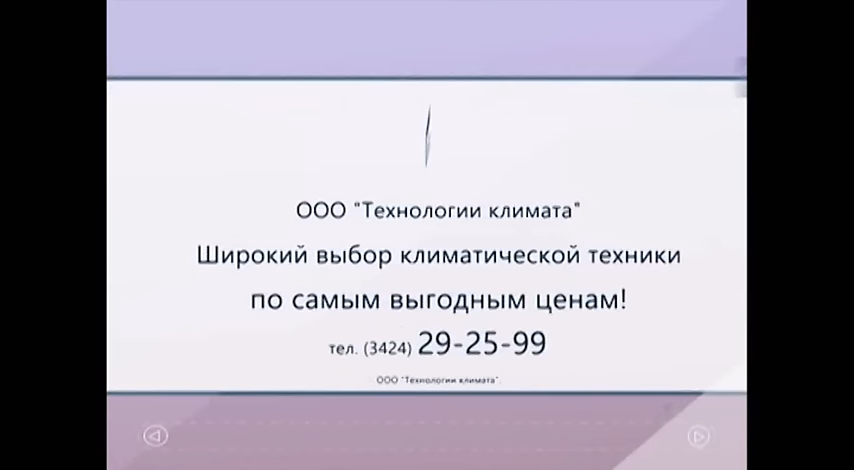 ООО "Технологии климата"
Широкий выбор климатической техники
по самым выгодным ценам!
тел. (3424) 29-25-99
ООО "Технологии климата".